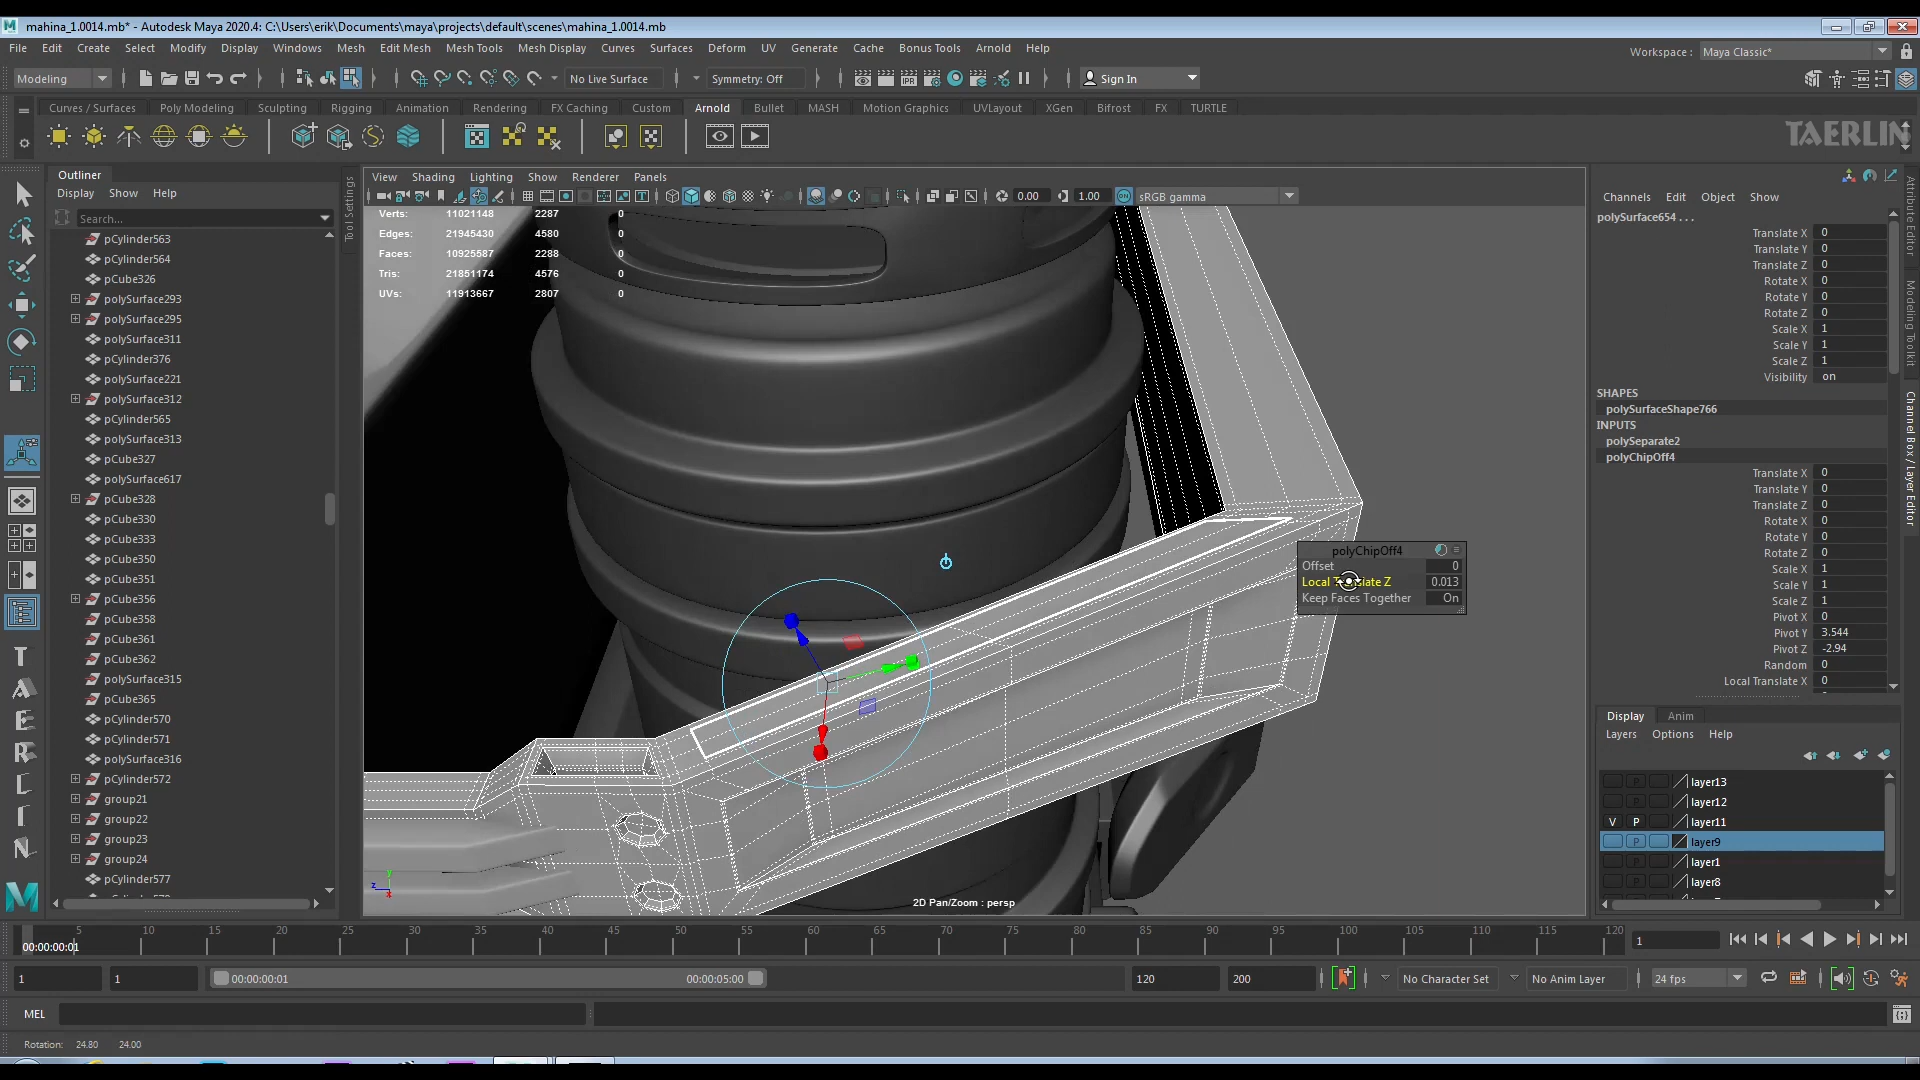 mahina_1.0014.mb* - Autodesk Maya 2020.4: C:\Users\erik\Documents\maya\projects\default\scenes\mahina_1.0014.mb
File Edit Create Select Modify Display Windows Mesh Edit Mesh Mesh Tools Mesh Display Curves Surfaces Deform UV Generate Cache Bonus Tools Arnold Help
Workspace : Maya Classic*
Modeling No Live Surface Symmetry: Off Sign In
Curves / Surfaces Poly Modeling Sculpting Rigging Animation Rendering FX Caching Custom Arnold Bullet MASH Motion Graphics UVLayout XGen Bifrost FX TURTLE
TAERLIN
Outliner
Display Show Help
Search...
pCylinder563
pCylinder564
pCube326
polySurface293
polySurface295
polySurface311
pCylinder376
polySurface221
polySurface312
pCylinder565
polySurface313
pCube327
polySurface617
pCube328
pCube330
pCube333
pCube350
pCube351
pCube356
pCube358
pCube361
pCube362
polySurface315
pCube365
pCylinder570
pCylinder571
polySurface316
pCylinder572
group21
group22
group23
group24
pCylinder577
Tool Settings
View Shading Lighting Show Renderer Panels
0.00 1.00 sRGB gamma
Verts: 11021148 2287 0
Edges: 21945430 4580 0
Faces: 10925587 2288 0
Tris: 21851174 4576 0
UVs: 11913667 2807 0
polyChipOff4
Offset 0
Local Translate Z 0.013
Keep Faces Together On
2D Pan/Zoom : persp
Channels Edit Object Show
polySurface654 . . .
Translate X 0
Translate Y 0
Translate Z 0
Rotate X 0
Rotate Y 0
Rotate Z 0
Scale X 1
Scale Y 1
Scale Z 1
Visibility on
SHAPES
polySurfaceShape766
INPUTS
polySeparate2
polyChipOff4
Translate X 0
Translate Y 0
Translate Z 0
Rotate X 0
Rotate Y 0
Rotate Z 0
Scale X 1
Scale Y 1
Scale Z 1
Pivot X 0
Pivot Y 3.544
Pivot Z -2.94
Random 0
Local Translate X 0
Display Anim
Layers Options Help
layer13
layer12
V P layer11
layer9
layer1
layer8
Attribute Editor
Modeling Toolkit
Channel Box / Layer Editor
5 10 15 20 25 30 35 40 45 50 55 60 65 70 75 80 85 90 95 100 105 110 115 120
00:00:00:01
1
1 1 00:00:00:01 00:00:05:00 120 200 No Character Set No Anim Layer 24 fps
MEL
Rotation: 24.80 24.00